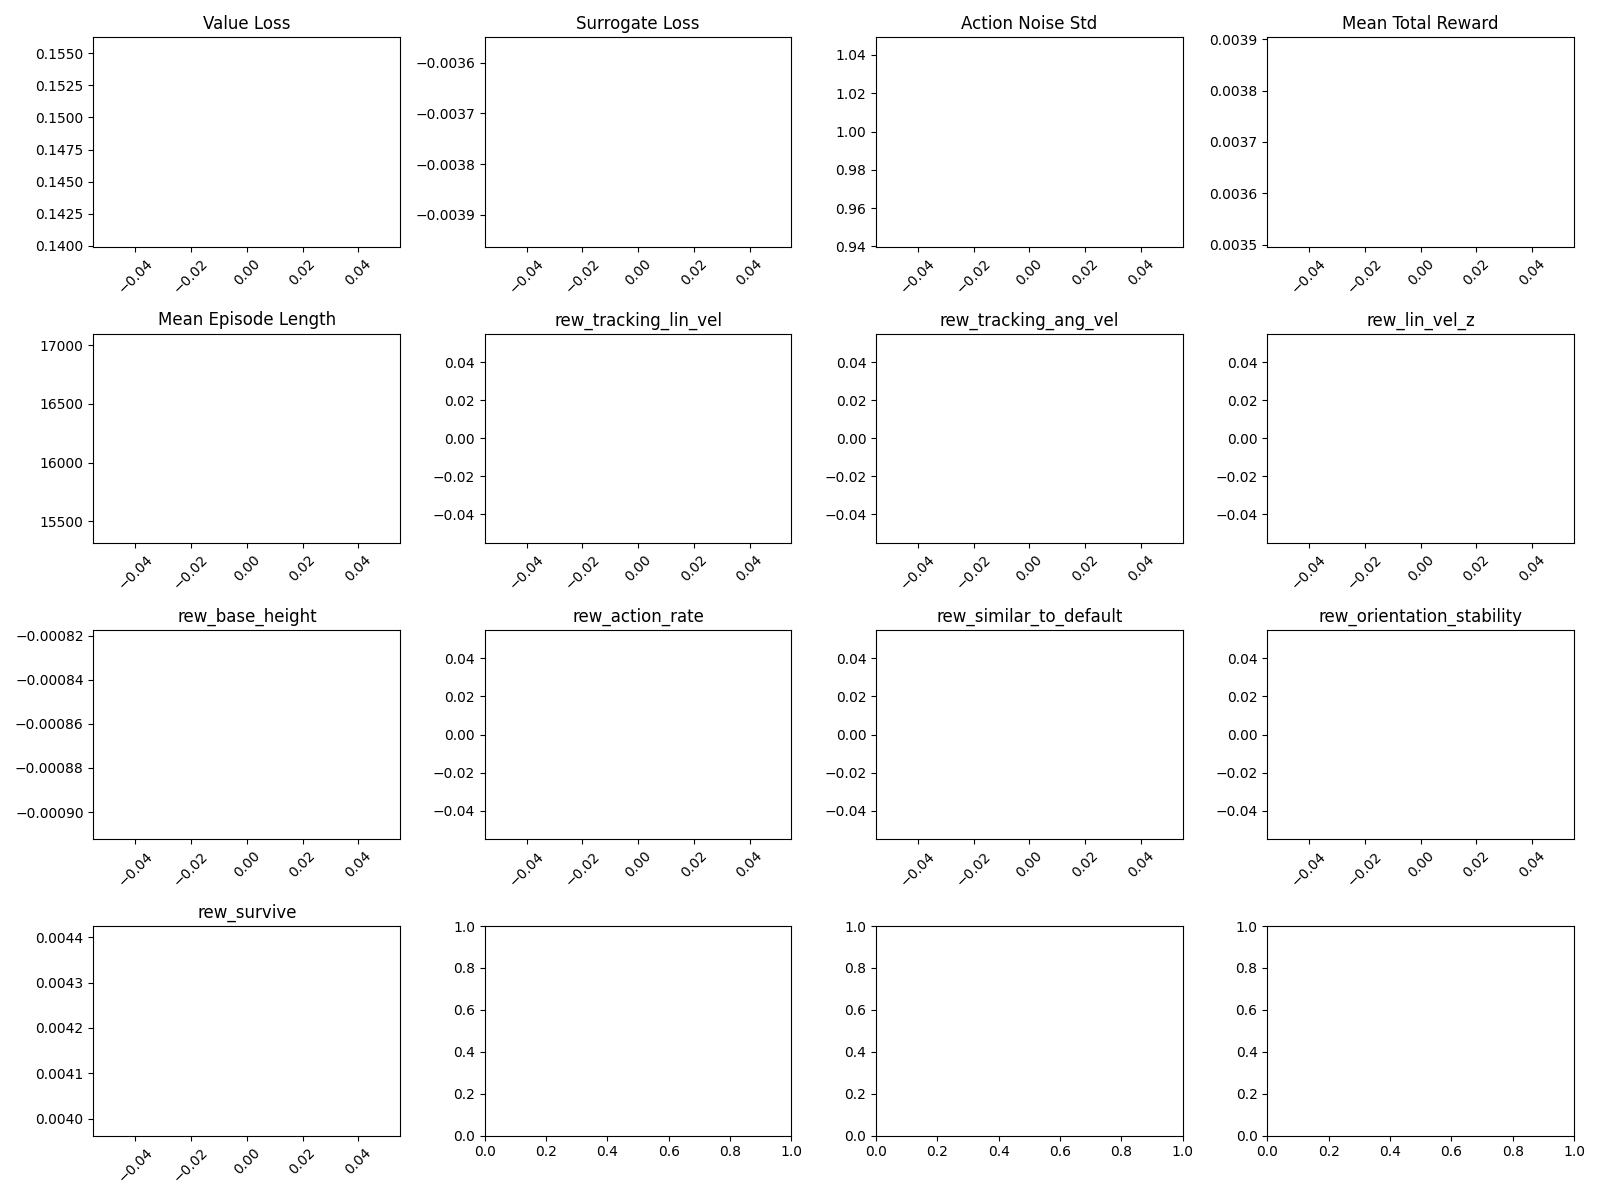 Value Loss
0.1550
0.1525
0.1500
0.1475
0.1450
0.1425
0.1400
−0.04 −0.02 0.00 0.02 0.04
Surrogate Loss
−0.0036
−0.0037
−0.0038
−0.0039
−0.04 −0.02 0.00 0.02 0.04
Action Noise Std
1.04
1.02
1.00
0.98
0.96
0.94
−0.04 −0.02 0.00 0.02 0.04
Mean Total Reward
0.0039
0.0038
0.0037
0.0036
0.0035
−0.04 −0.02 0.00 0.02 0.04
Mean Episode Length
17000
16500
16000
15500
−0.04 −0.02 0.00 0.02 0.04
rew_tracking_lin_vel
0.04
0.02
0.00
−0.02
−0.04
−0.04 −0.02 0.00 0.02 0.04
rew_tracking_ang_vel
0.04
0.02
0.00
−0.02
−0.04
−0.04 −0.02 0.00 0.02 0.04
rew_lin_vel_z
0.04
0.02
0.00
−0.02
−0.04
−0.04 −0.02 0.00 0.02 0.04
rew_base_height
−0.00082
−0.00084
−0.00086
−0.00088
−0.00090
−0.04 −0.02 0.00 0.02 0.04
rew_action_rate
0.04
0.02
0.00
−0.02
−0.04
−0.04 −0.02 0.00 0.02 0.04
rew_similar_to_default
0.04
0.02
0.00
−0.02
−0.04
−0.04 −0.02 0.00 0.02 0.04
rew_orientation_stability
0.04
0.02
0.00
−0.02
−0.04
−0.04 −0.02 0.00 0.02 0.04
rew_survive
0.0044
0.0043
0.0042
0.0041
0.0040
−0.04 −0.02 0.00 0.02 0.04
1.0
0.8
0.6
0.4
0.2
0.0
0.0 0.2 0.4 0.6 0.8 1.0
1.0
0.8
0.6
0.4
0.2
0.0
0.0 0.2 0.4 0.6 0.8 1.0
1.0
0.8
0.6
0.4
0.2
0.0
0.0 0.2 0.4 0.6 0.8 1.0